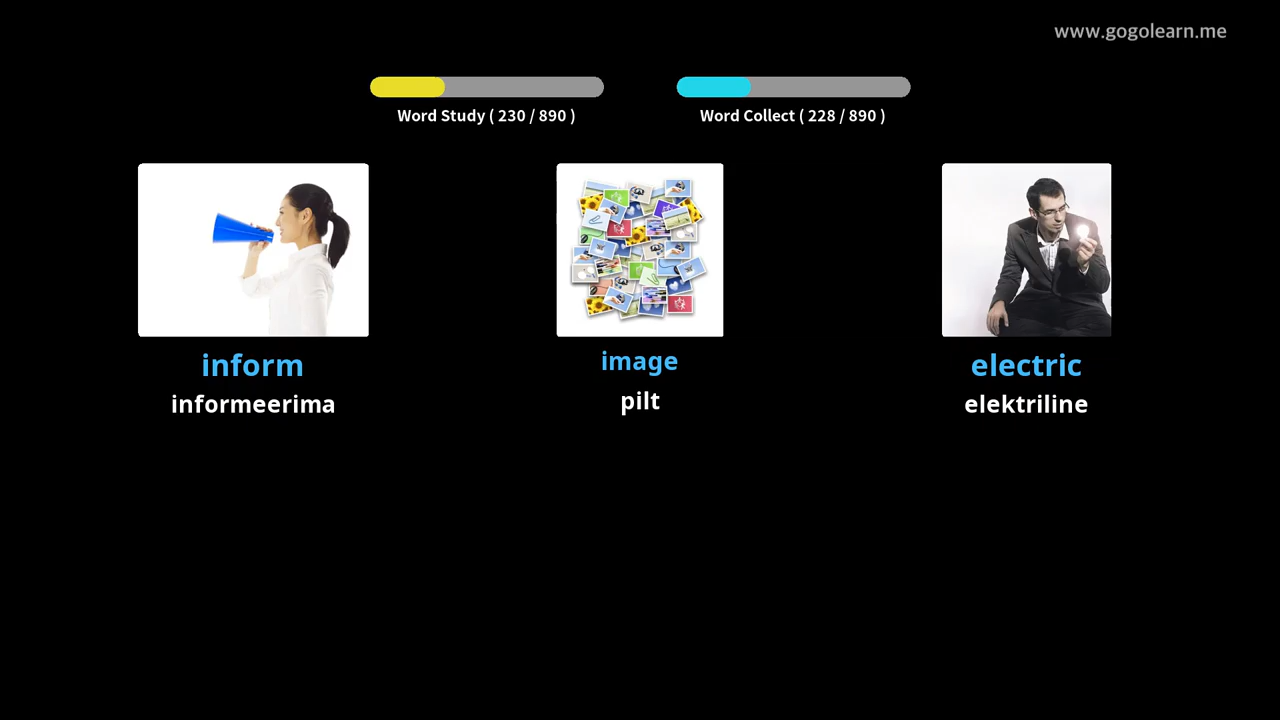 www.gogolearn.me
Word Study ( 230 / 890 )
Word Collect ( 228 / 890 )
inform
informeerima
image
pilt
electric
elektriline